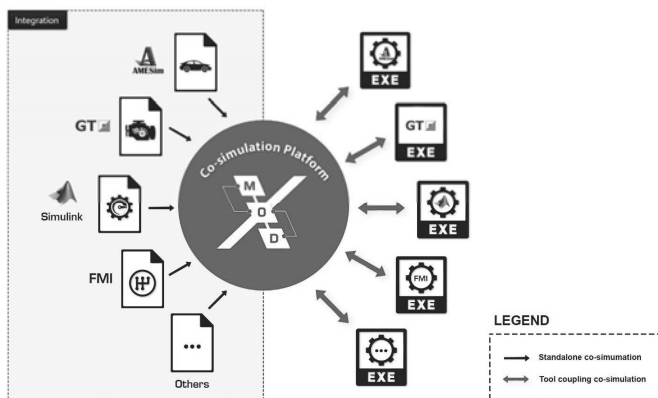 Integration
AMESim
EXE
GT
GT
EXE
Co-simulation Platform
M
O
D
Simulink
EXE
FMI
FMI
EXE
Others
EXE
LEGEND
Standalone co-simumation
Tool coupling co-simulation